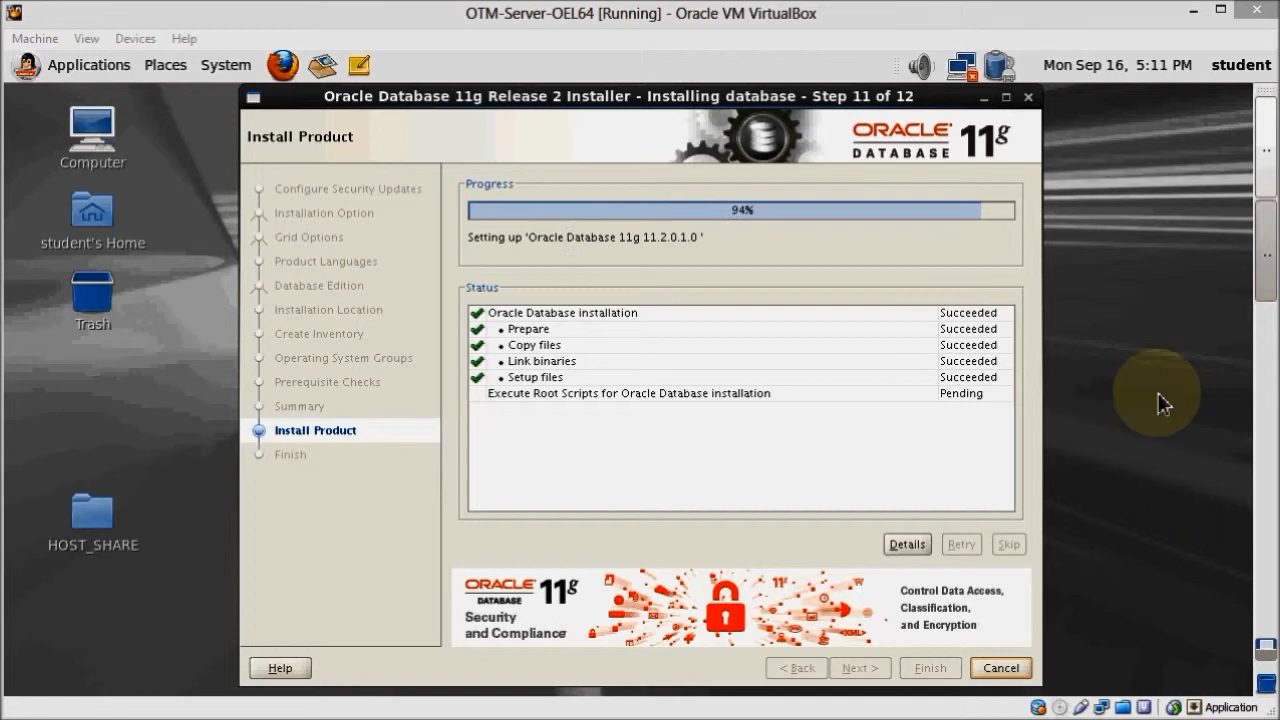 OTM-Server-OEL64 [Running] - Oracle VM VirtualBox
Machine View Devices Help
Applications Places System Mon Sep 16, 5:11 PM student
Oracle Database 11g Release 2 Installer - Installing database - Step 11 of 12
Install Product
ORACLE DATABASE 11g
Computer
student's Home
Trash
HOST_SHARE
Configure Security Updates
Installation Option
Grid Options
Product Languages
Database Edition
Installation Location
Create Inventory
Operating System Groups
Prerequisite Checks
Summary
Install Product
Finish
Progress
94%
Setting up 'Oracle Database 11g 11.2.0.1.0 '
Status
Oracle Database installation Succeeded
• Prepare Succeeded
• Copy files Succeeded
• Link binaries Succeeded
• Setup files Succeeded
Execute Root Scripts for Oracle Database installation Pending
Details Retry Skip
ORACLE DATABASE 11g
Security
and Compliance
11g
<XML>
Control Data Access,
Classification,
and Encryption
Help < Back Next > Finish Cancel
Application